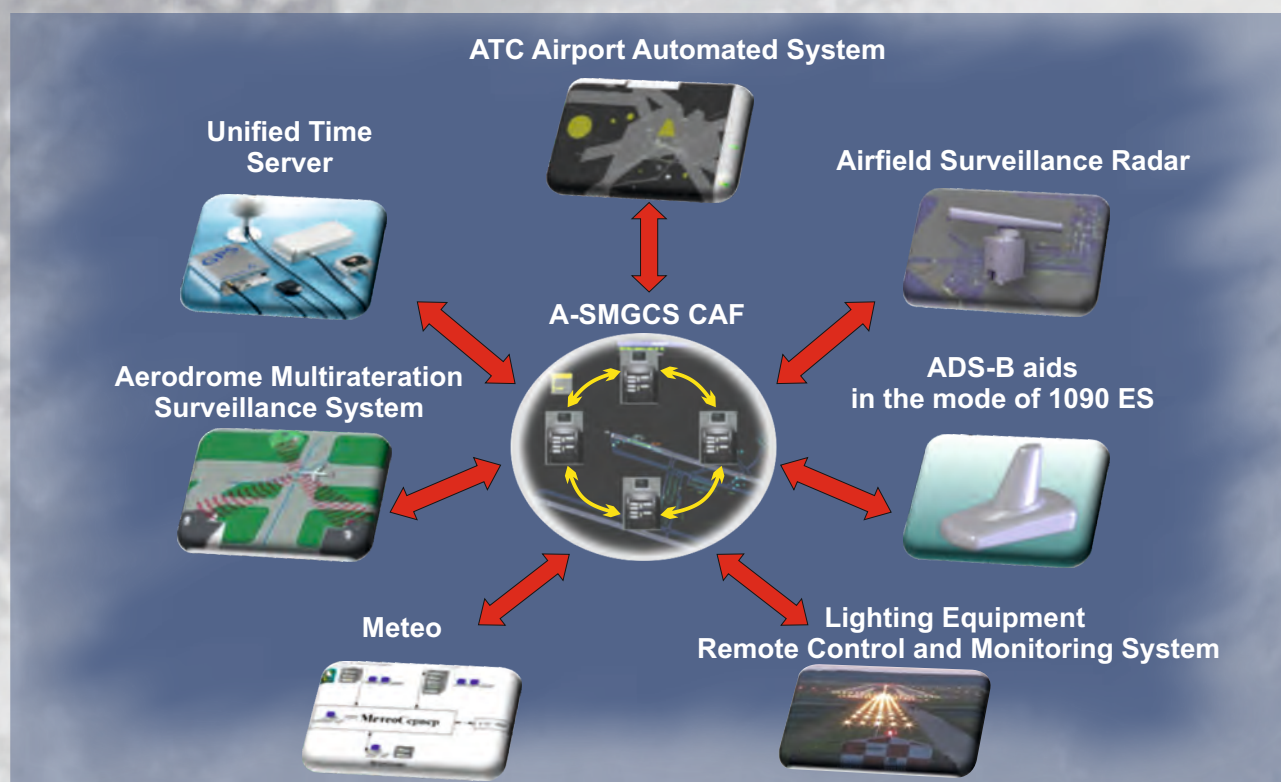 ATC Airport Automated System
Unified Time
Server
Airfield Surveillance Radar
GPS
A-SMGCS CAF
Aerodrome Multirateration
Surveillance System
ADS-B aids
in the mode of 1090 ES
Meteo
Lighting Equipment
Remote Control and Monitoring System
МетеоСервер